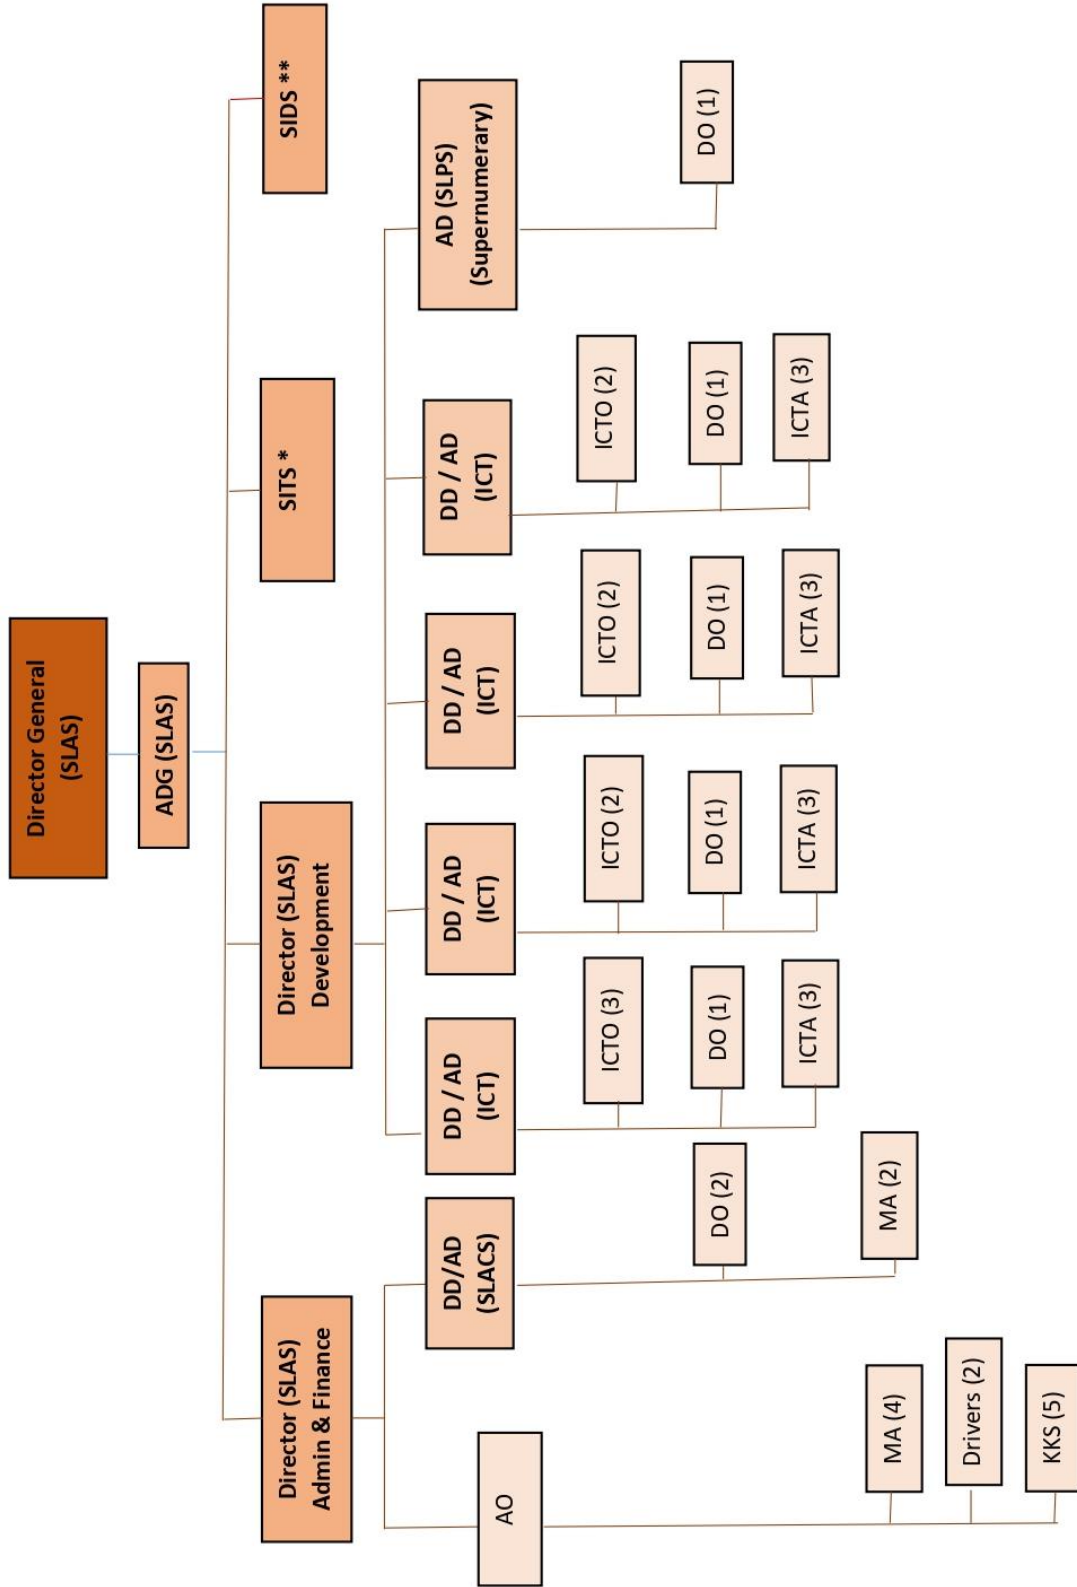 Director General
(SLAS)
ADG (SLAS)
Director (SLAS)
Admin & Finance
Director (SLAS)
Development
SITS *
SIDS **
AO
DD/AD
(SLACS)
DD / AD
(ICT)
DD / AD
(ICT)
DD / AD
(ICT)
DD / AD
(ICT)
AD (SLPS)
(Supernumerary)
ICTO (3)
ICTO (2)
ICTO (2)
ICTO (2)
DO (2)
DO (1)
DO (1)
DO (1)
DO (1)
DO (1)
ICTA (3)
ICTA (3)
ICTA (3)
ICTA (3)
MA (4)
MA (2)
Drivers (2)
KKS (5)